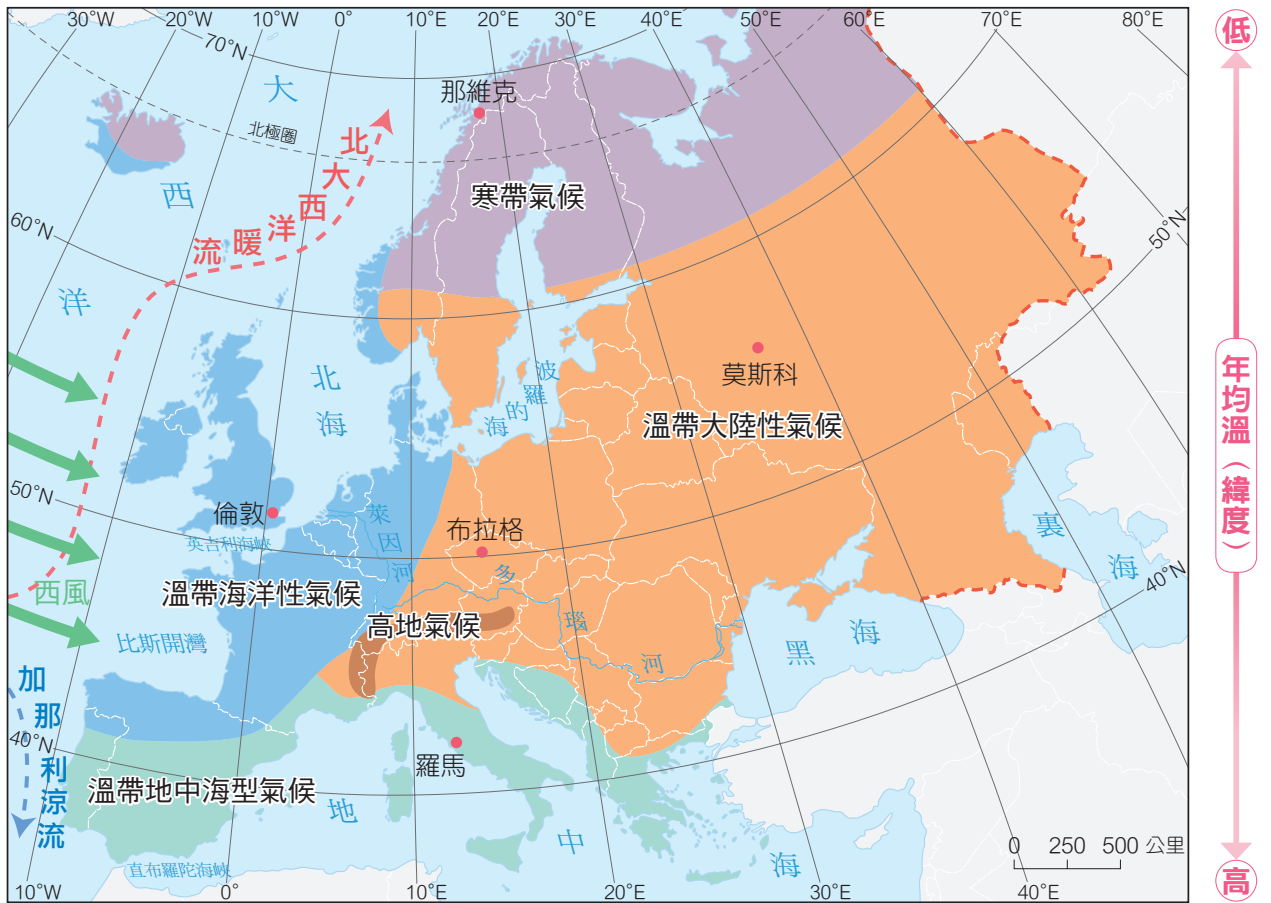 30°W
20°W
10°W
0°
10°E
20°E
30°E
40°E
50°E
60°E
70°E
80°E
70°N
大
西
洋
北極圈
那維克
北
大
西
洋
暖
流
寒帶氣候
60°N
50°N
北
海
波
羅
的
海
莫斯科
溫帶大陸性氣候
50°N
倫敦
英吉利海峽
萊
因
河
布拉格
多
瑙
河
裏
海
西風
溫帶海洋性氣候
高地氣候
比斯開灣
黑
海
40°N
加
那
利
涼
流
40°N
羅馬
溫帶地中海型氣候
地
中
海
直布羅陀海峽
0 250 500 公里
10°W
0°
10°E
20°E
30°E
40°E
低
年均溫（緯度）
高